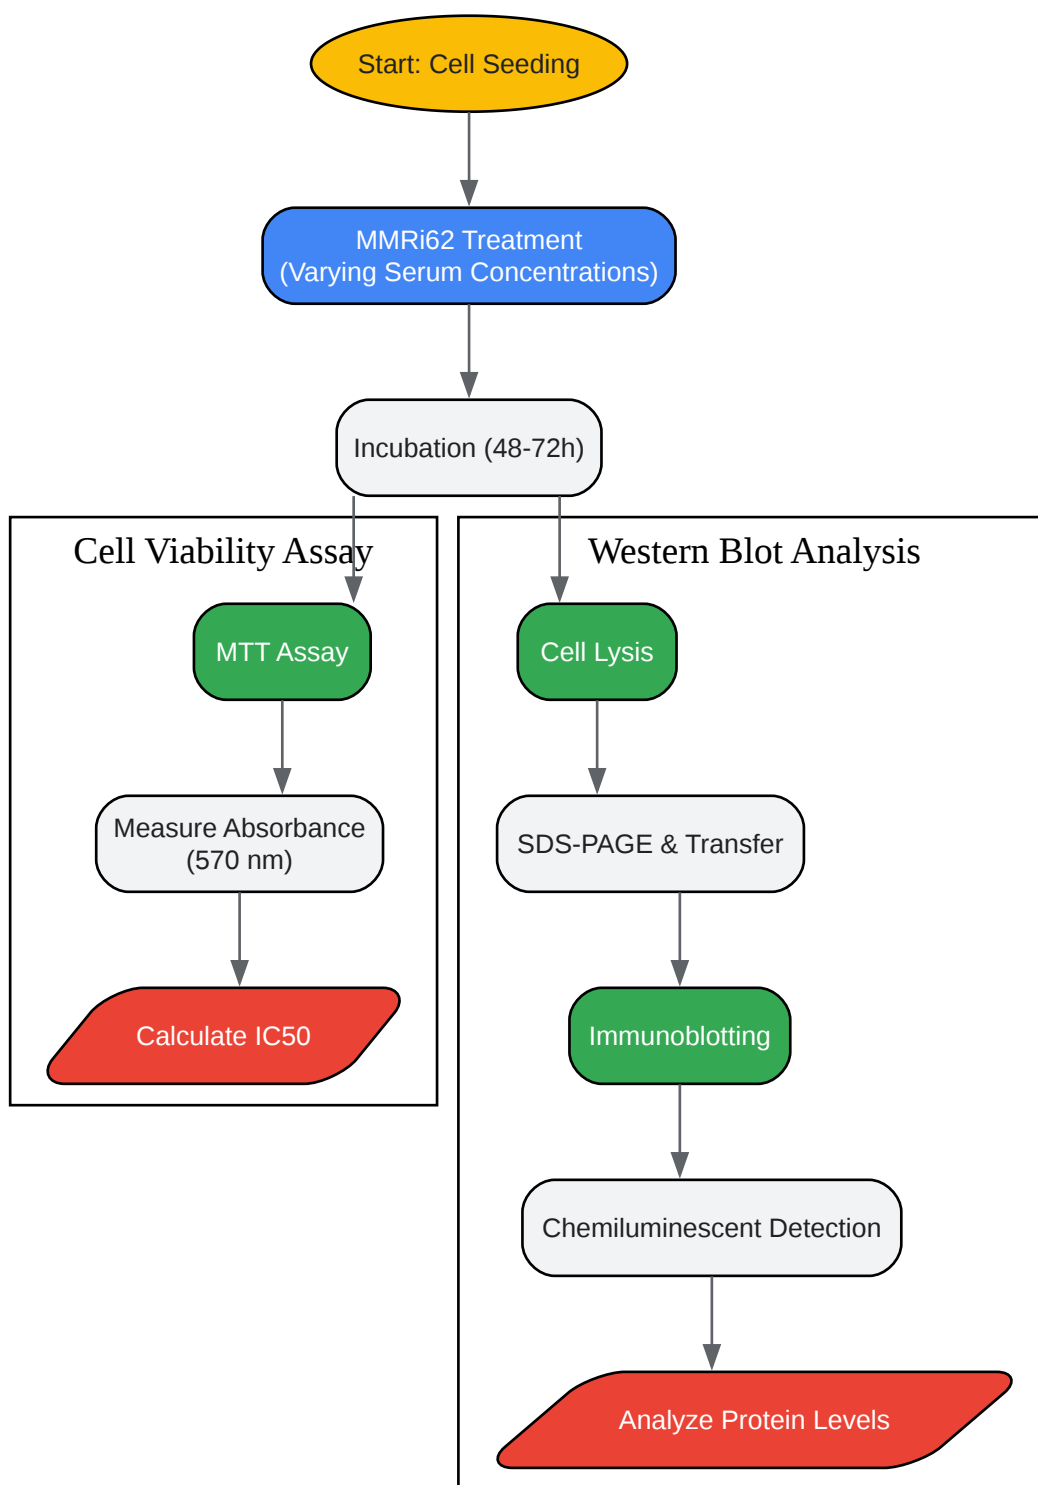 Start: Cell Seeding
MMRi62 Treatment
(Varying Serum Concentrations)
Incubation (48-72h)
Cell Viability Assay
MTT Assay
Measure Absorbance
(570 nm)
Calculate IC50
Western Blot Analysis
Cell Lysis
SDS-PAGE & Transfer
Immunoblotting
Chemiluminescent Detection
Analyze Protein Levels